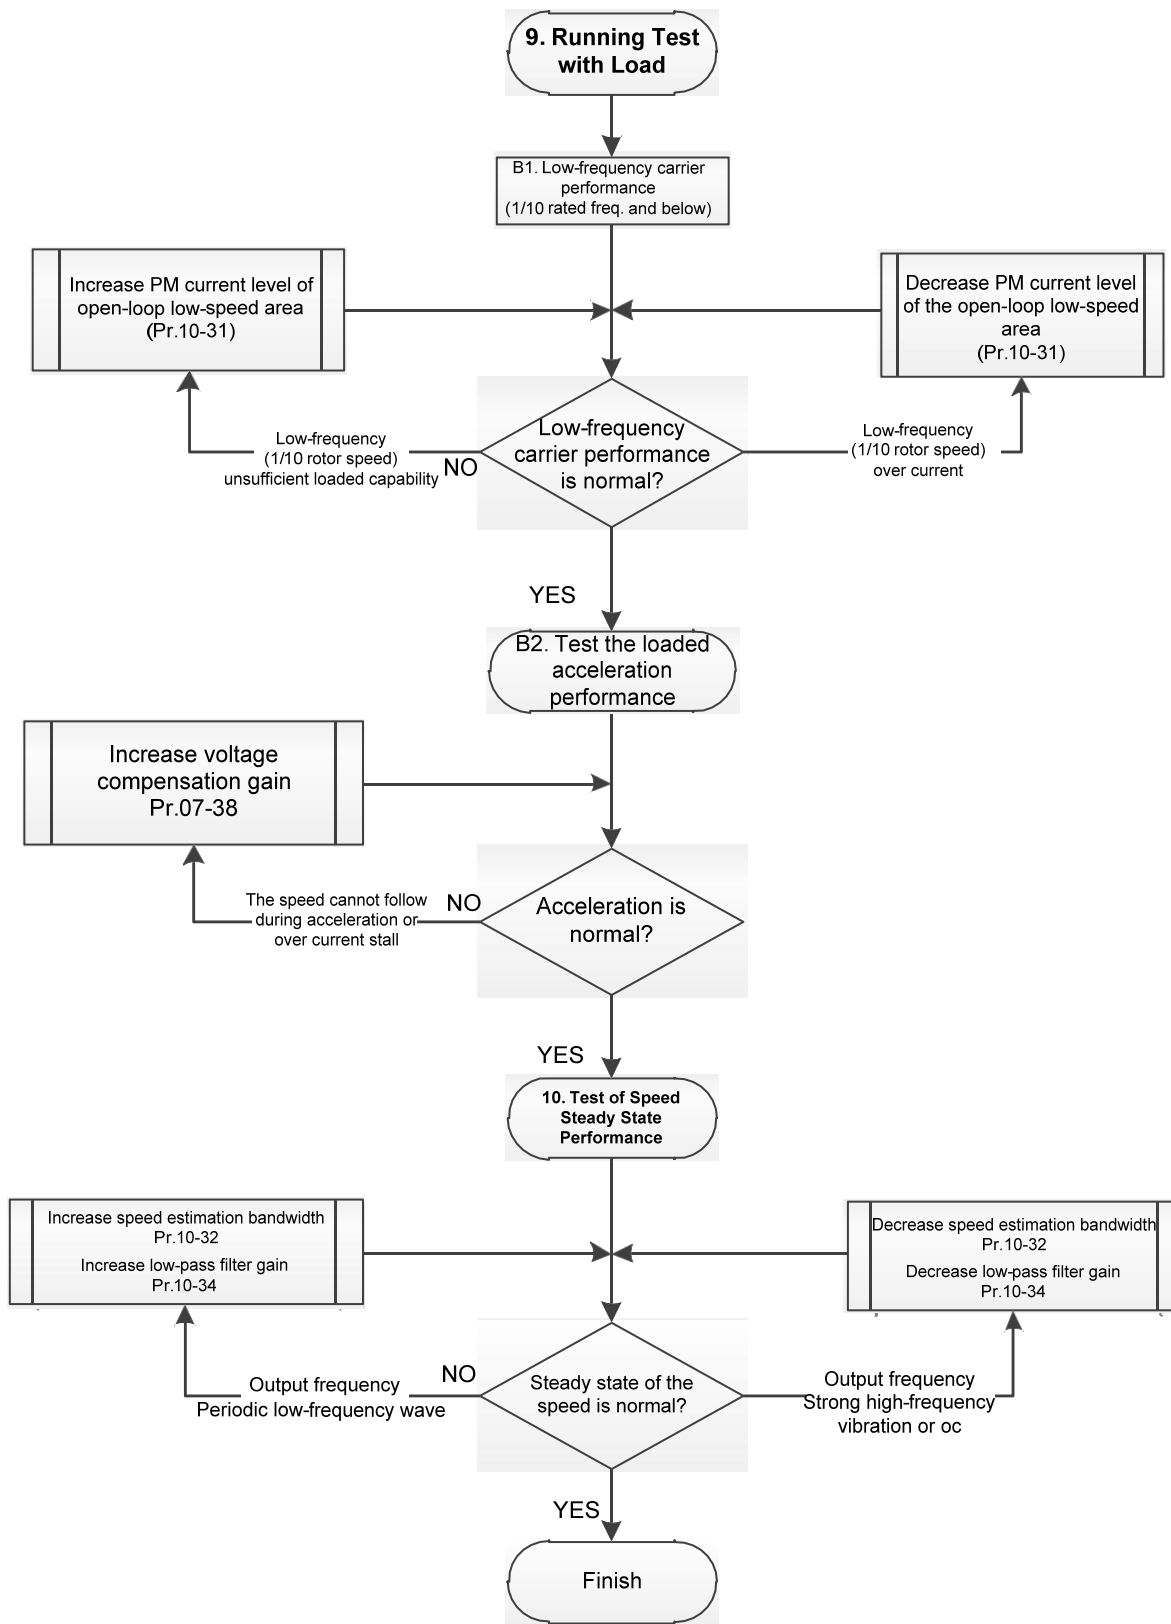 9. Running Test
with Load
B1. Low-frequency carrier
performance
(1/10 rated freq. and below)
Increase PM current level of
open-loop low-speed area
(Pr.10-31)
Decrease PM current level
of the open-loop low-speed
area
(Pr.10-31)
Low-frequency
(1/10 rotor speed)
unsufficient loaded capability
NO
Low-frequency
carrier performance
is normal?
Low-frequency
(1/10 rotor speed)
over current
YES
B2. Test the loaded
acceleration
performance
Increase voltage
compensation gain
Pr.07-38
The speed cannot follow
during acceleration or
over current stall
NO
Acceleration is
normal?
YES
10. Test of Speed
Steady State
Performance
Increase speed estimation bandwidth
Pr.10-32
Increase low-pass filter gain
Pr.10-34
Decrease speed estimation bandwidth
Pr.10-32
Decrease low-pass filter gain
Pr.10-34
Output frequency
Periodic low-frequency wave
NO
Steady state of the
speed is normal?
Output frequency
Strong high-frequency
vibration or oc
YES
Finish